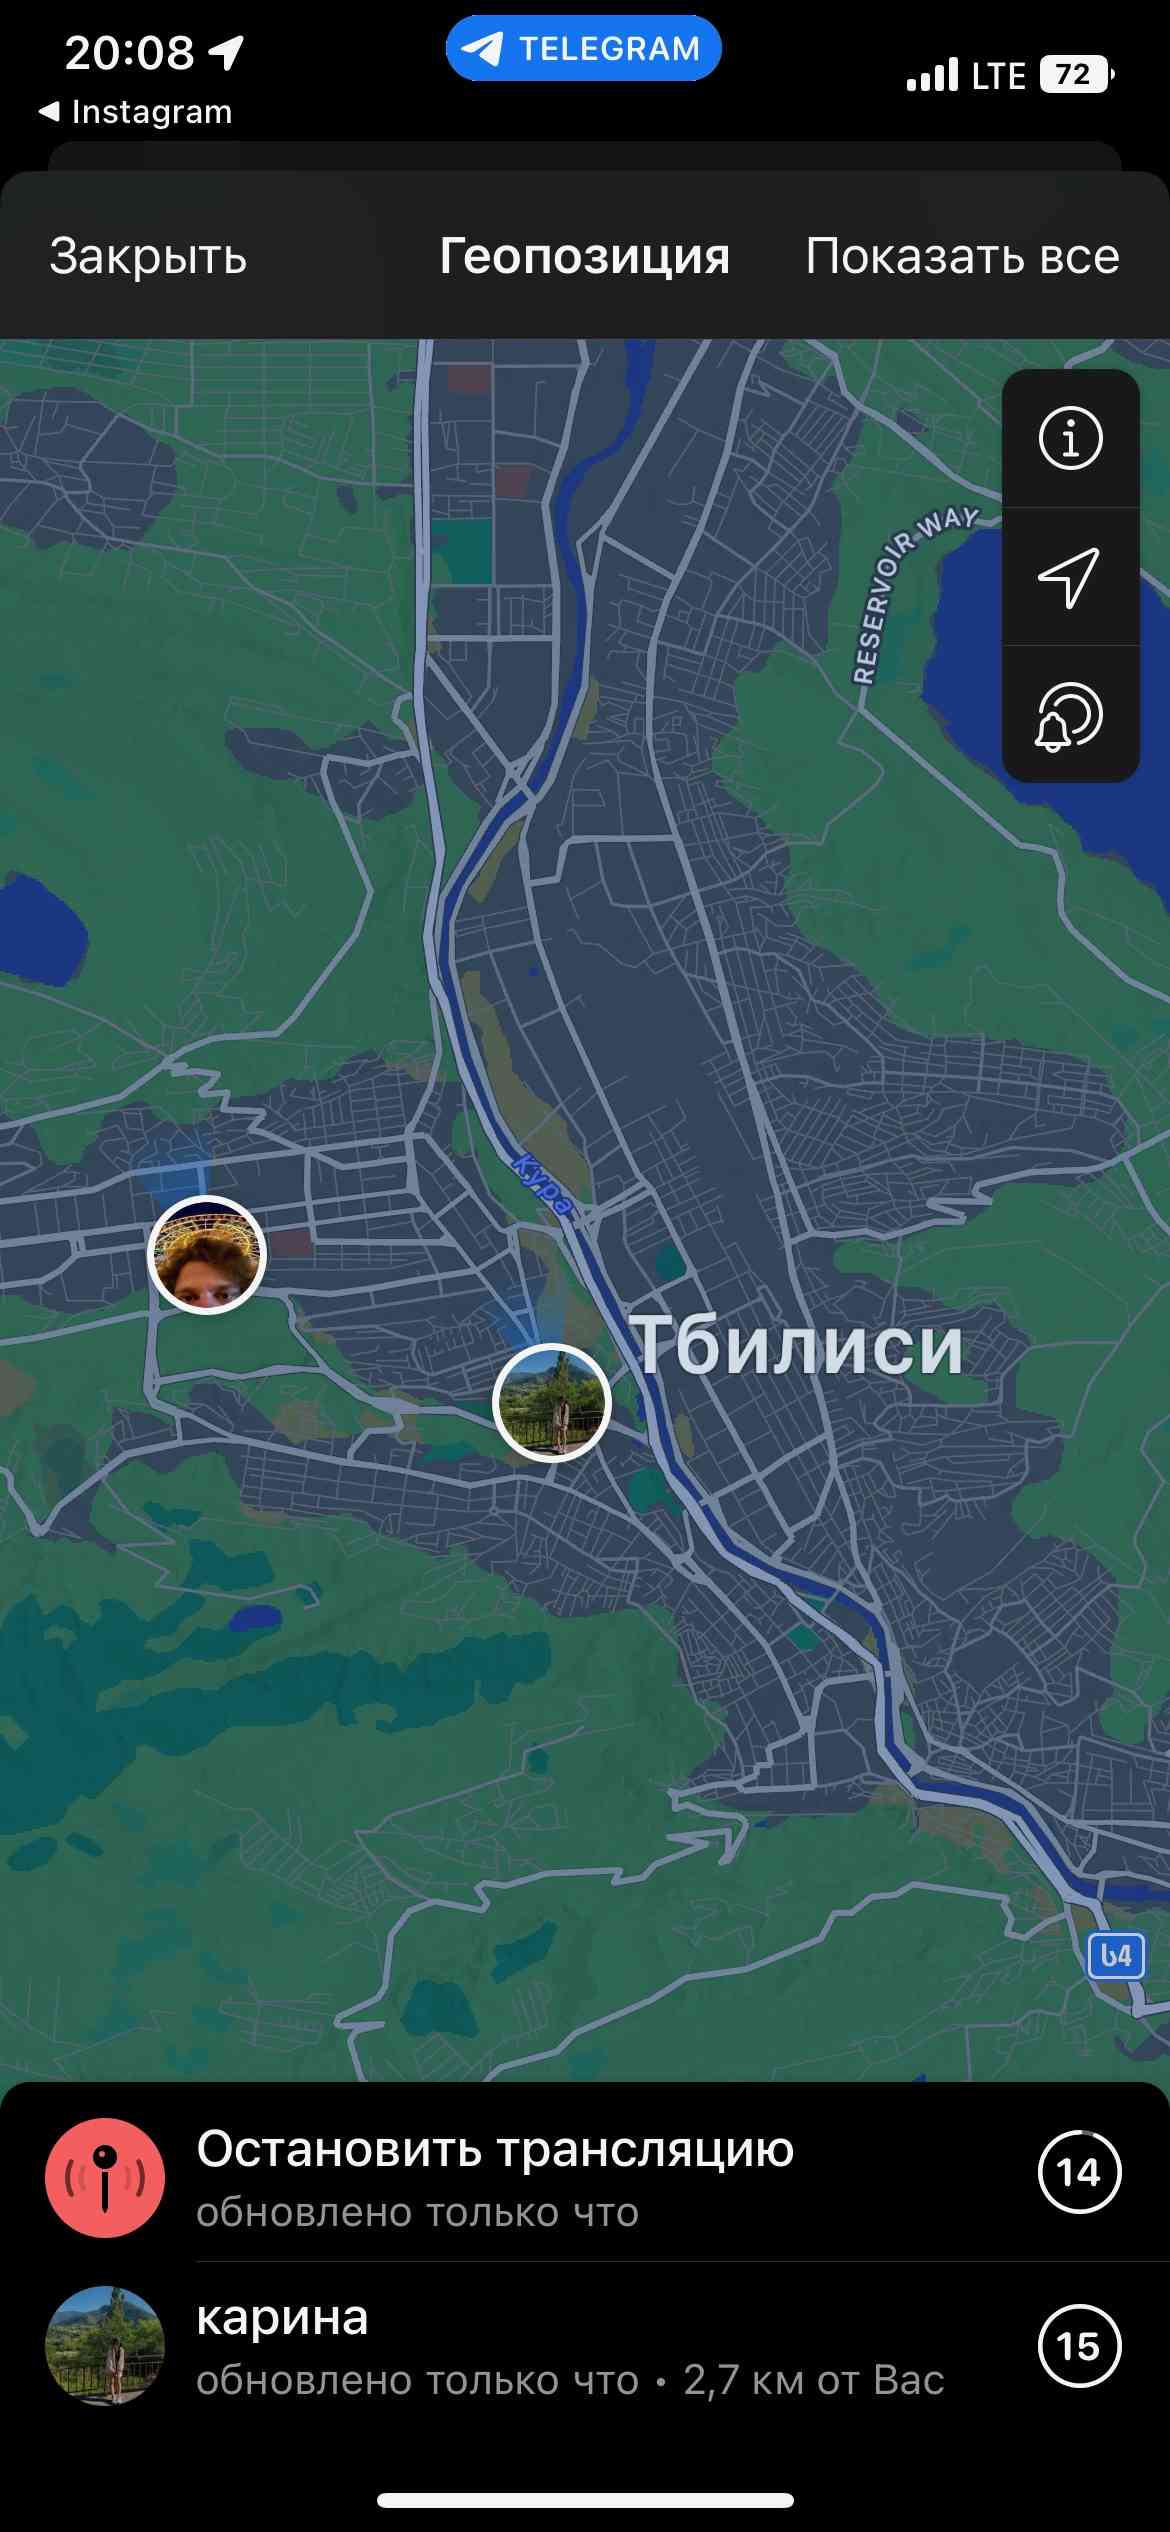 20:08
TELEGRAM
LTE
72
◀ Instagram
Закрыть
Геопозиция
Показать все
RESERVOIR WAY
Кура
Тбилиси
ს4
Остановить трансляцию
обновлено только что
14
карина
обновлено только что • 2,7 км от Вас
15